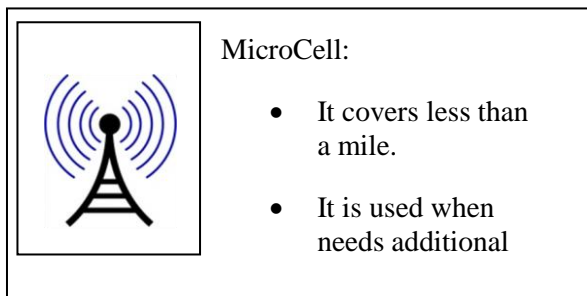 MicroCell:
• It covers less than
a mile.
• It is used when
needs additional